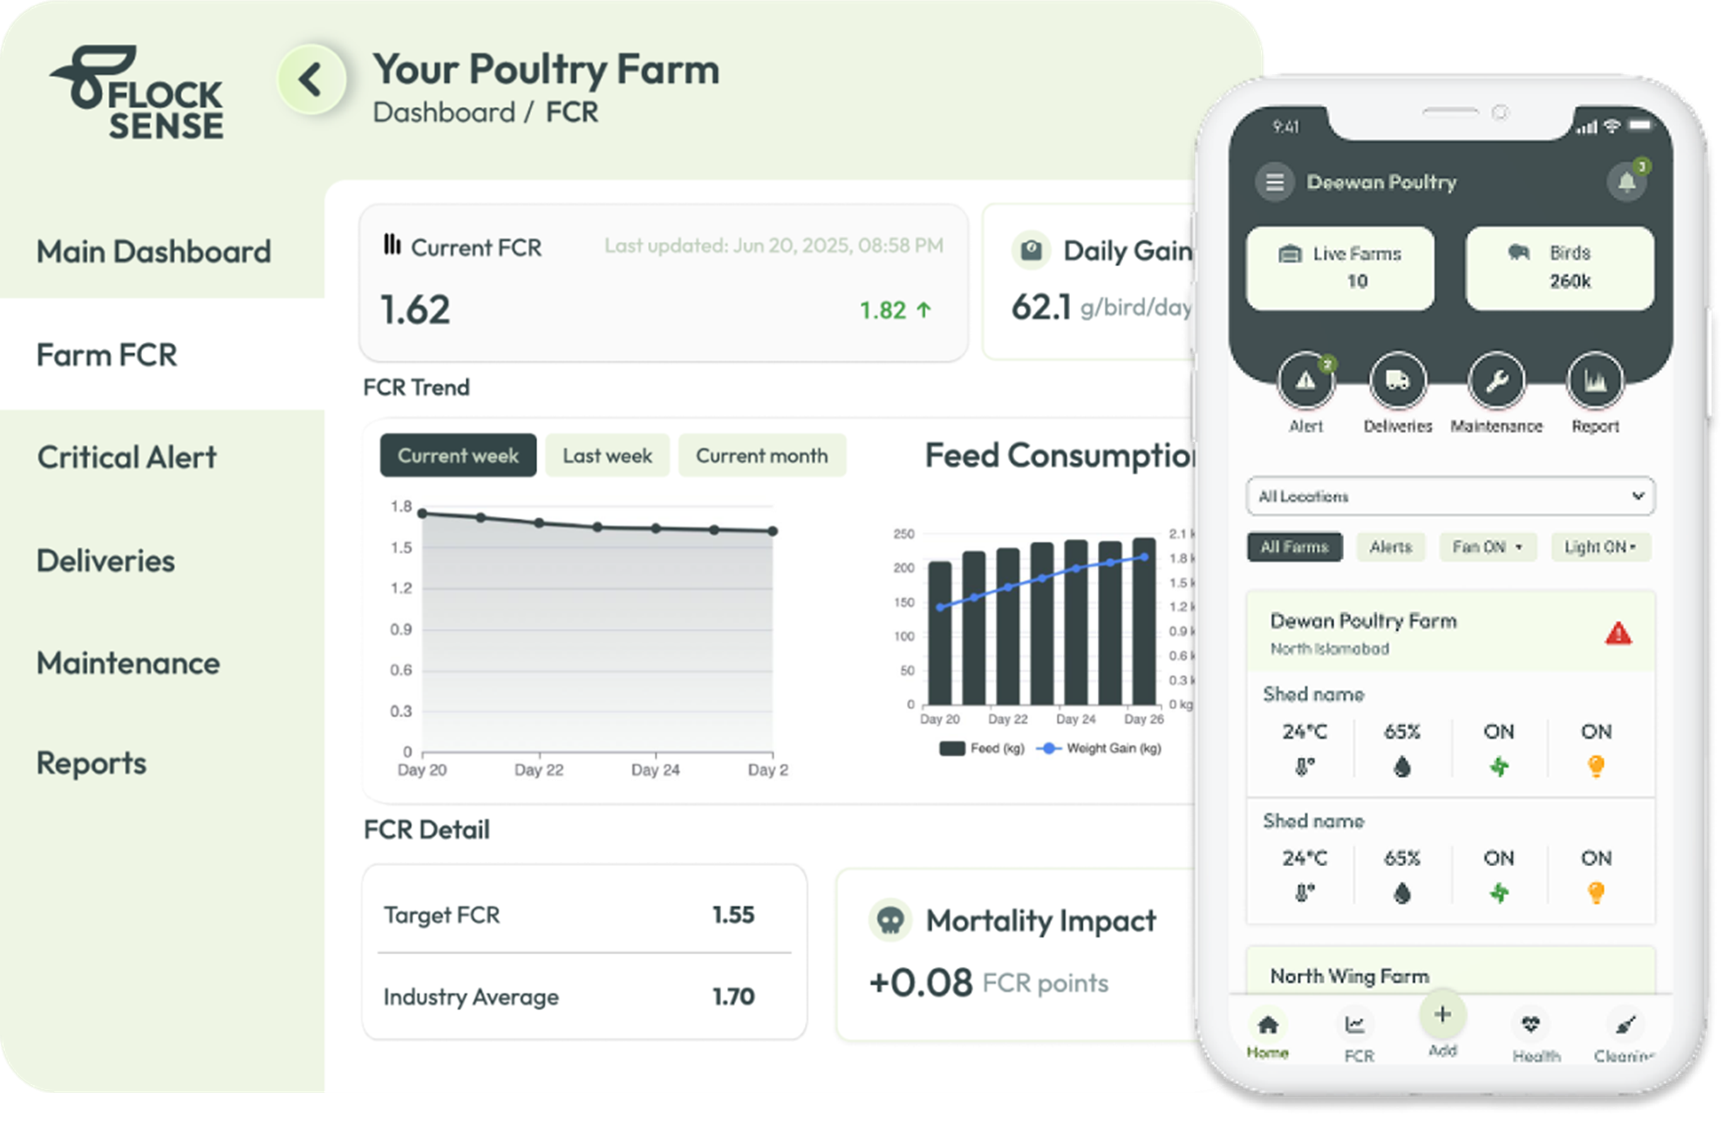 FLOCK
SENSE
Your Poultry Farm
Dashboard / FCR
Main Dashboard
Farm FCR
Critical Alert
Deliveries
Maintenance
Reports
Current FCR
Last updated: Jun 20, 2025, 08:58 PM
1.62
1.82 ↑
Daily Gain
62.1 g/bird/day
FCR Trend
Current week
Last week
Current month
1.8
1.5
1.2
0.9
0.6
0.3
0
Day 20
Day 22
Day 24
Day 2
Feed Consumption
250
200
150
100
50
0
2.1 k
1.8 k
1.5 k
1.2 k
0.9 k
0.6 k
0.3 k
0 kg
Day 20
Day 22
Day 24
Day 26
Feed (kg)
Weight Gain (kg)
FCR Detail
Target FCR 1.55
Industry Average 1.70
Mortality Impact
+0.08 FCR points
9:41
Deewan Poultry
3
Live Farms
10
Birds
260k
2
Alert
Deliveries
Maintenance
Report
All Locations
All Farms
Alerts
Fan ON
Light ON
Dewan Poultry Farm
North Islamabad
Shed name
24°C
65%
ON
ON
Shed name
24°C
65%
ON
ON
North Wing Farm
Home
FCR
Add
Health
Cleaning